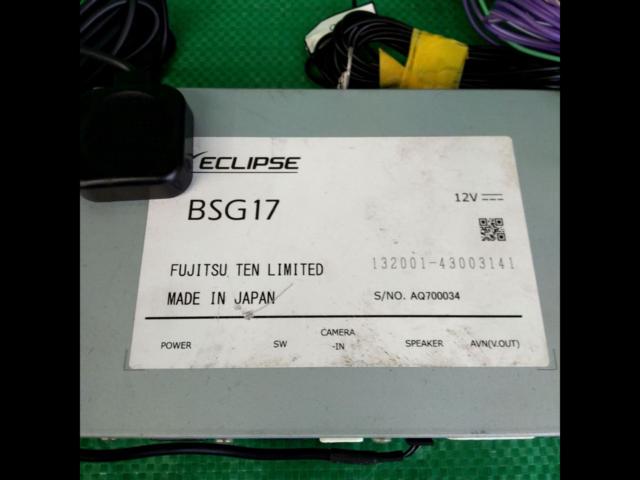 ECLIPSE
BSG17
12V
FUJITSU TEN LIMITED
132001-43003141
MADE IN JAPAN
S/NO. AQ700034
POWER
SW
CAMERA
-IN
SPEAKER
AVN(V.OUT)